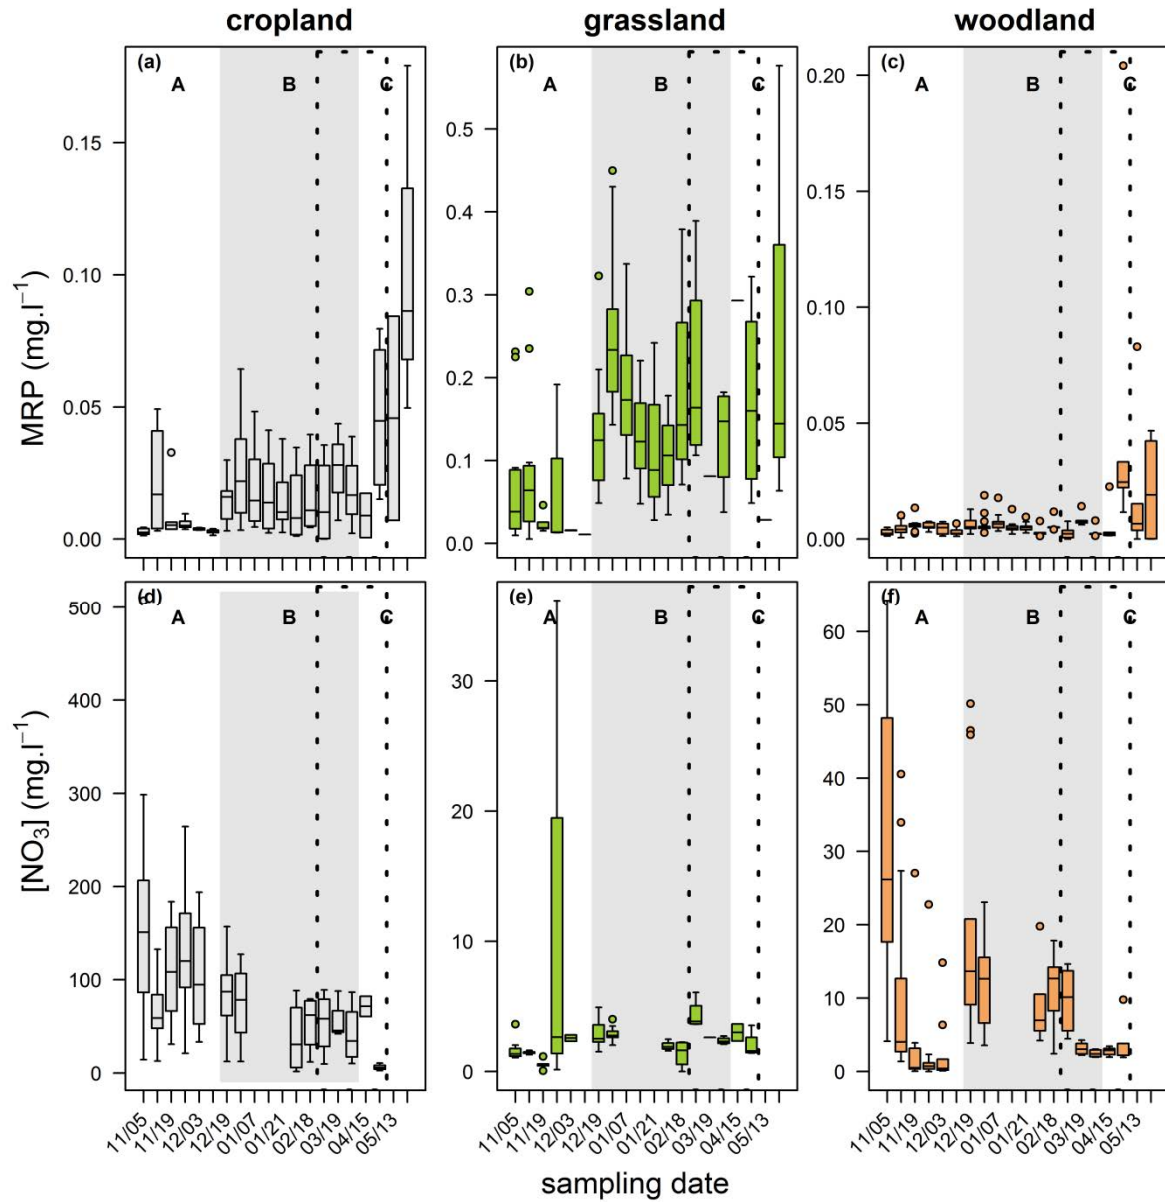 cropland grassland woodland
(a) (b) (c)
A B C A B C A B C
MRP (mg.l⁻¹)
0.15
0.10
0.05
0.00
0.5
0.4
0.3
0.2
0.1
0.0
0.20
0.15
0.10
0.05
0.00
(d) (e) (f)
A B C A B C A B C
[NO₃] (mg.l⁻¹)
500
400
300
200
100
0
30
20
10
0
60
50
40
30
20
10
0
11/05 11/19 12/03 12/19 01/07 01/21 02/18 03/19 04/15 05/13
11/05 11/19 12/03 12/19 01/07 01/21 02/18 03/19 04/15 05/13
11/05 11/19 12/03 12/19 01/07 01/21 02/18 03/19 04/15 05/13
sampling date